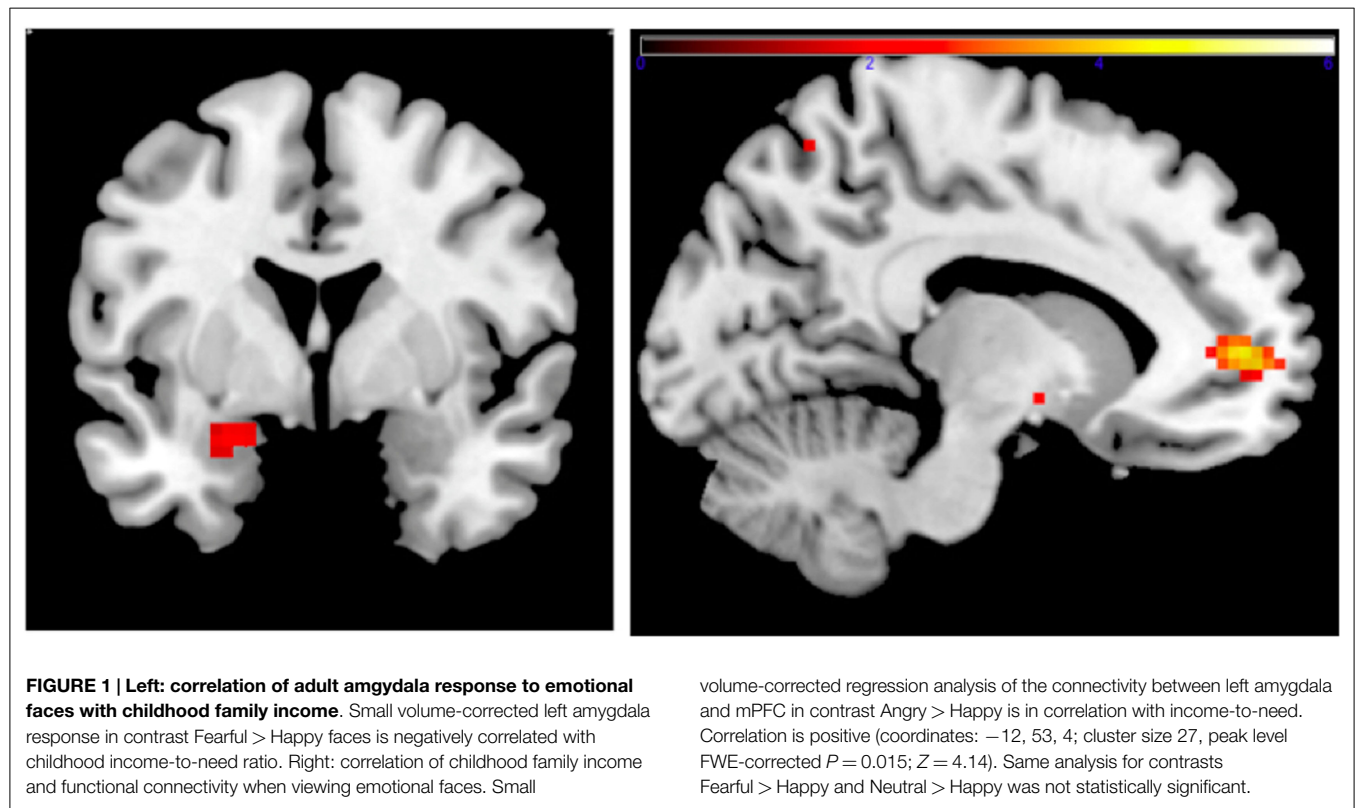 0 2 4 6
FIGURE 1 | Left: correlation of adult amgydala response to emotional
faces with childhood family income. Small volume-corrected left amygdala
response in contrast Fearful > Happy faces is negatively correlated with
childhood income-to-need ratio. Right: correlation of childhood family income
and functional connectivity when viewing emotional faces. Small
volume-corrected regression analysis of the connectivity between left amygdala
and mPFC in contrast Angry > Happy is in correlation with income-to-need.
Correlation is positive (coordinates: −12, 53, 4; cluster size 27, peak level
FWE-corrected P = 0.015; Z = 4.14). Same analysis for contrasts
Fearful > Happy and Neutral > Happy was not statistically significant.